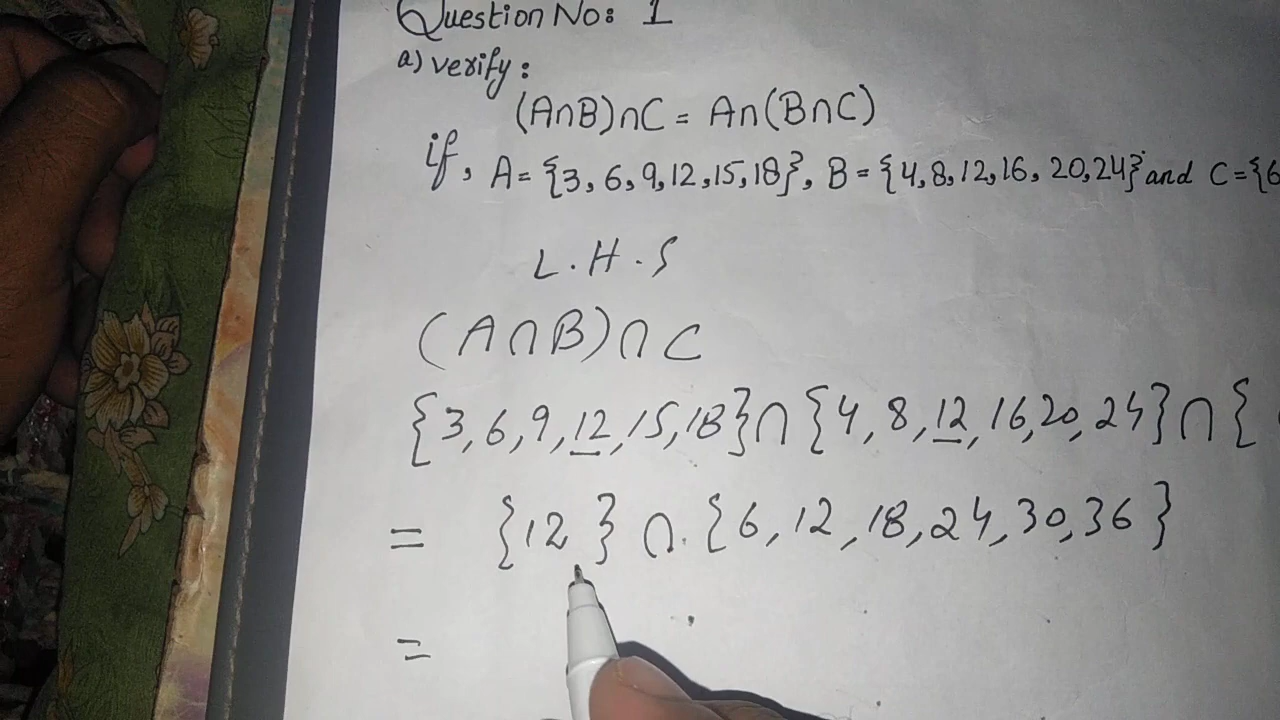 Question No: 1
a) verify:
(A∩B)∩C = A∩(B∩C)
if, A = {3, 6, 9, 12, 15, 18}, B = {4, 8, 12, 16, 20, 24} and C = {6
L.H.S
(A∩B)∩C
{3, 6, 9, 12, 15, 18}∩{4, 8, 12, 16, 20, 24}∩{
= {12} ∩ {6, 12, 18, 24, 30, 36}
=